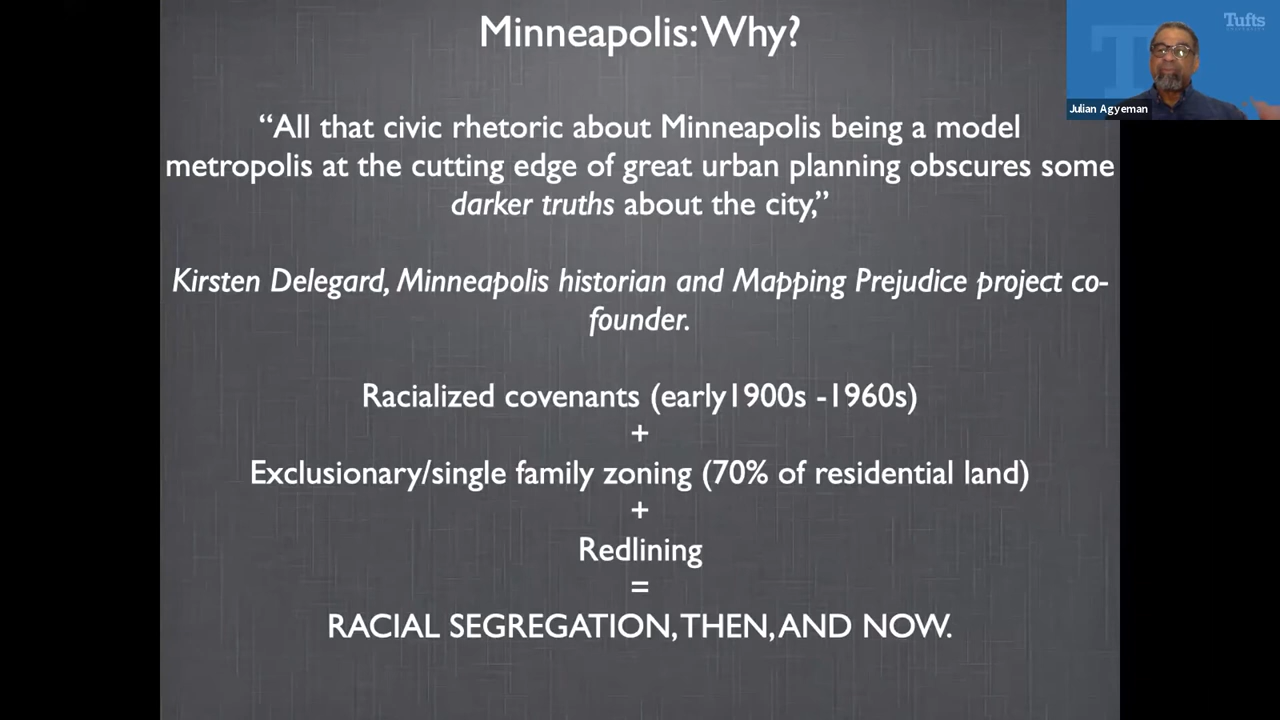 Minneapolis: Why?
“All that civic rhetoric about Minneapolis being a model
metropolis at the cutting edge of great urban planning obscures some
darker truths about the city,”
Kirsten Delegard, Minneapolis historian and Mapping Prejudice project co-
founder.
Racialized covenants (early1900s -1960s)
+
Exclusionary/single family zoning (70% of residential land)
+
Redlining
=
RACIAL SEGREGATION, THEN, AND NOW.
Tufts
UNIVERSITY
T
Julian Agyeman